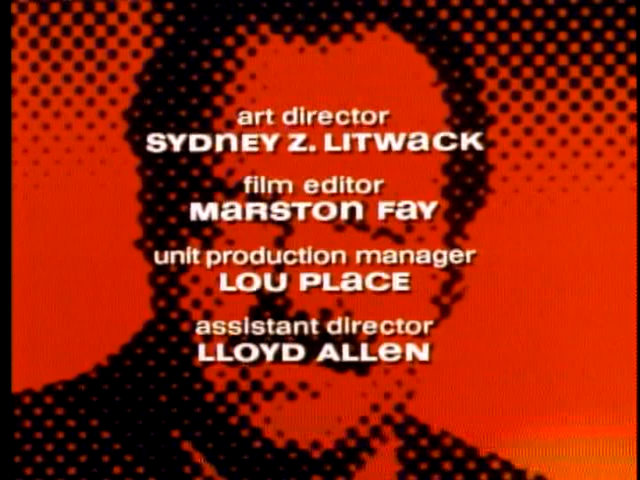 art director
SYDNEY Z. LITWACK
film editor
MARSTON FAY
unit production manager
LOU PLACE
assistant director
LLOYD ALLEN